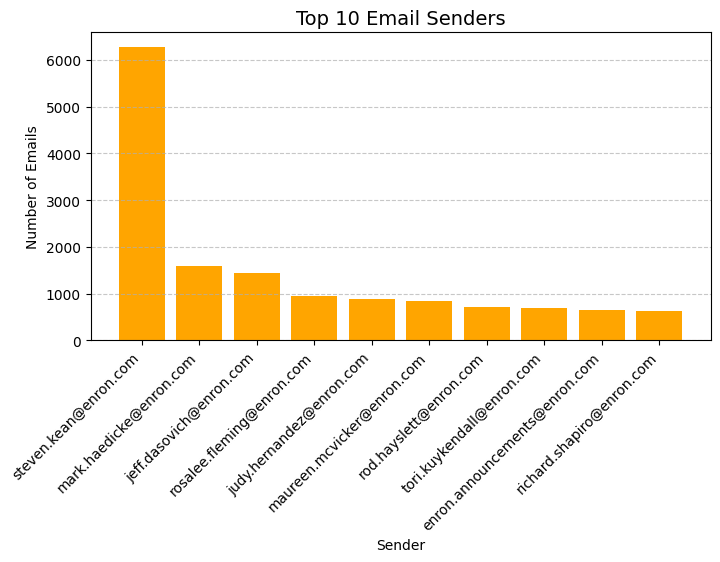 Top 10 Email Senders
Number of Emails
6000
5000
4000
3000
2000
1000
0
steven.kean@enron.com
mark.haedicke@enron.com
jeff.dasovich@enron.com
rosalee.fleming@enron.com
judy.hernandez@enron.com
maureen.mcvicker@enron.com
rod.hayslett@enron.com
tori.kuykendall@enron.com
enron.announcements@enron.com
richard.shapiro@enron.com
Sender